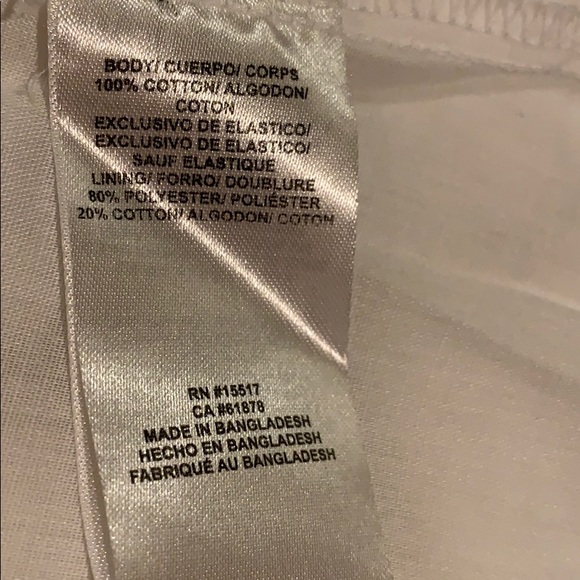 BODY/ CUERPO/ CORPS
100% COTTON/ ALGODON/
COTON
EXCLUSIVO DE ELASTICO/
EXCLUSIVO DE ELASTICO/
SAUF ELASTIQUE
LINING/ FORRO/ DOUBLURE
80% POLYESTER/ POLIÉSTER
20% COTTON/ ALGODON/ COTON
RN #15517
CA #61878
MADE IN BANGLADESH
HECHO EN BANGLADESH
FABRIQUÉ AU BANGLADESH